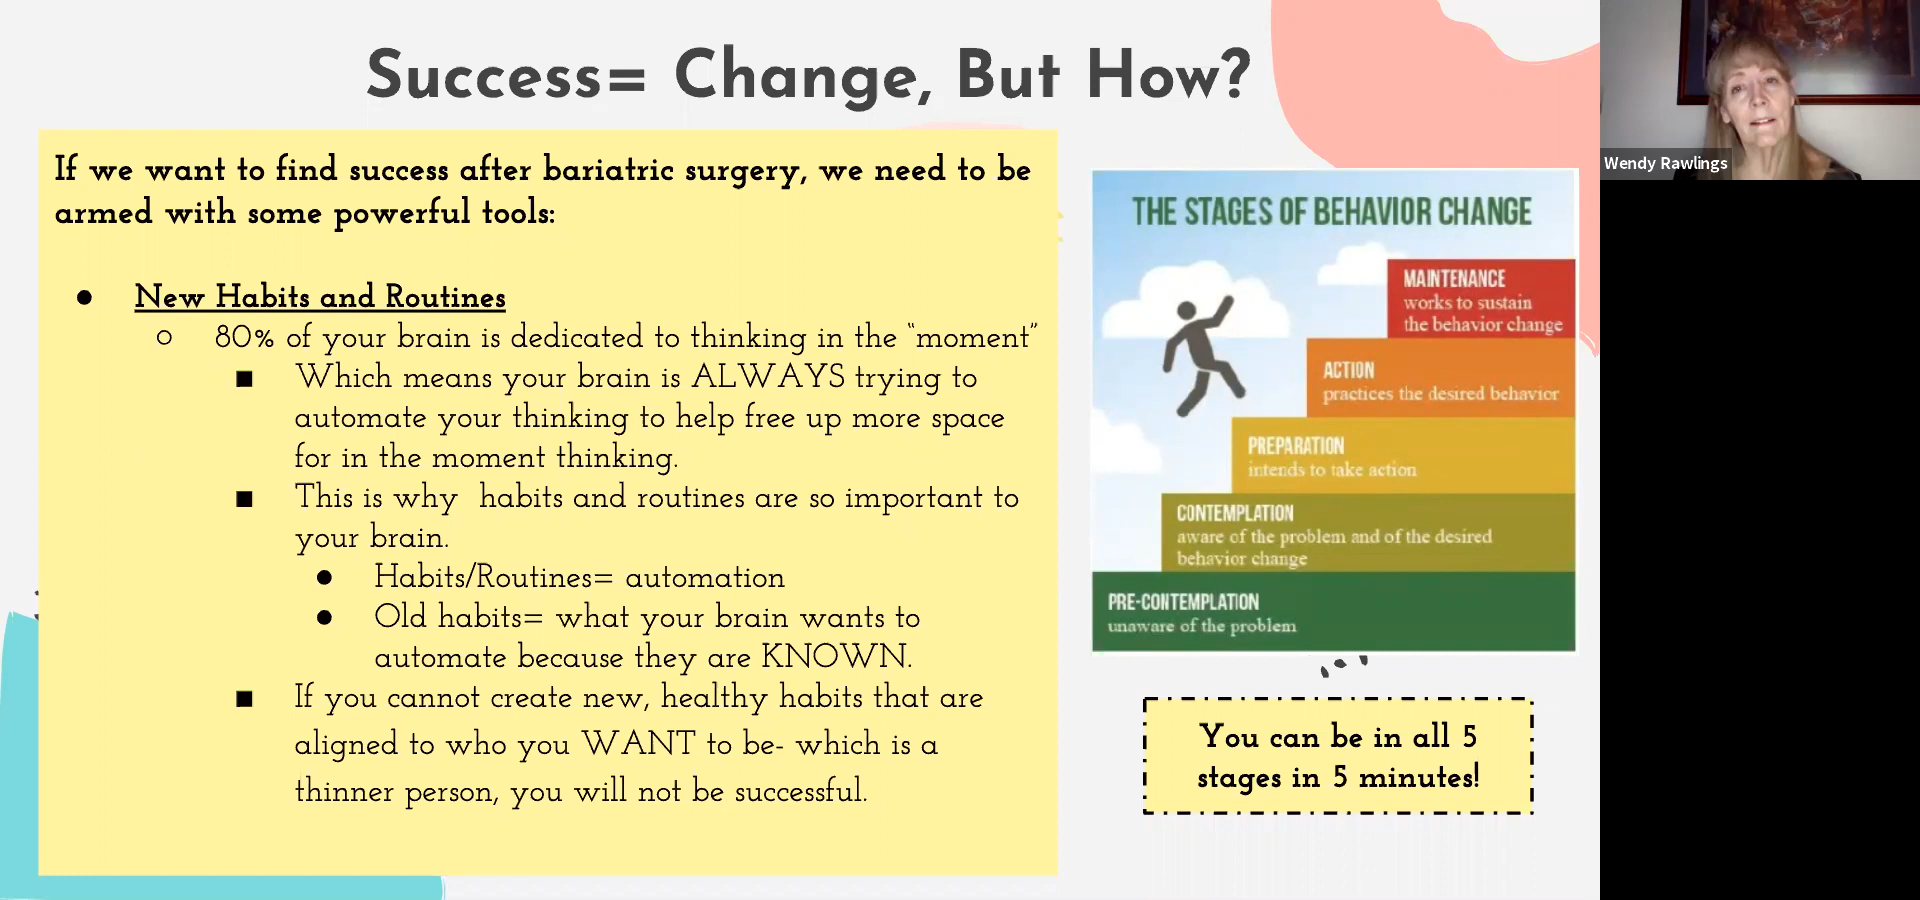 Success= Change, But How?
If we want to find success after bariatric surgery, we need to be
armed with some powerful tools:
● New Habits and Routines
○ 80% of your brain is dedicated to thinking in the “moment”
■ Which means your brain is ALWAYS trying to
automate your thinking to help free up more space
for in the moment thinking.
■ This is why  habits and routines are so important to
your brain.
● Habits/Routines= automation
● Old habits= what your brain wants to
automate because they are KNOWN.
■ If you cannot create new, healthy habits that are
aligned to who you WANT to be- which is a
thinner person, you will not be successful.
THE STAGES OF BEHAVIOR CHANGE
MAINTENANCE
works to sustain
the behavior change
ACTION
practices the desired behavior
PREPARATION
intends to take action
CONTEMPLATION
aware of the problem and of the desired
behavior change
PRE-CONTEMPLATION
unaware of the problem
You can be in all 5
stages in 5 minutes!
Wendy Rawlings